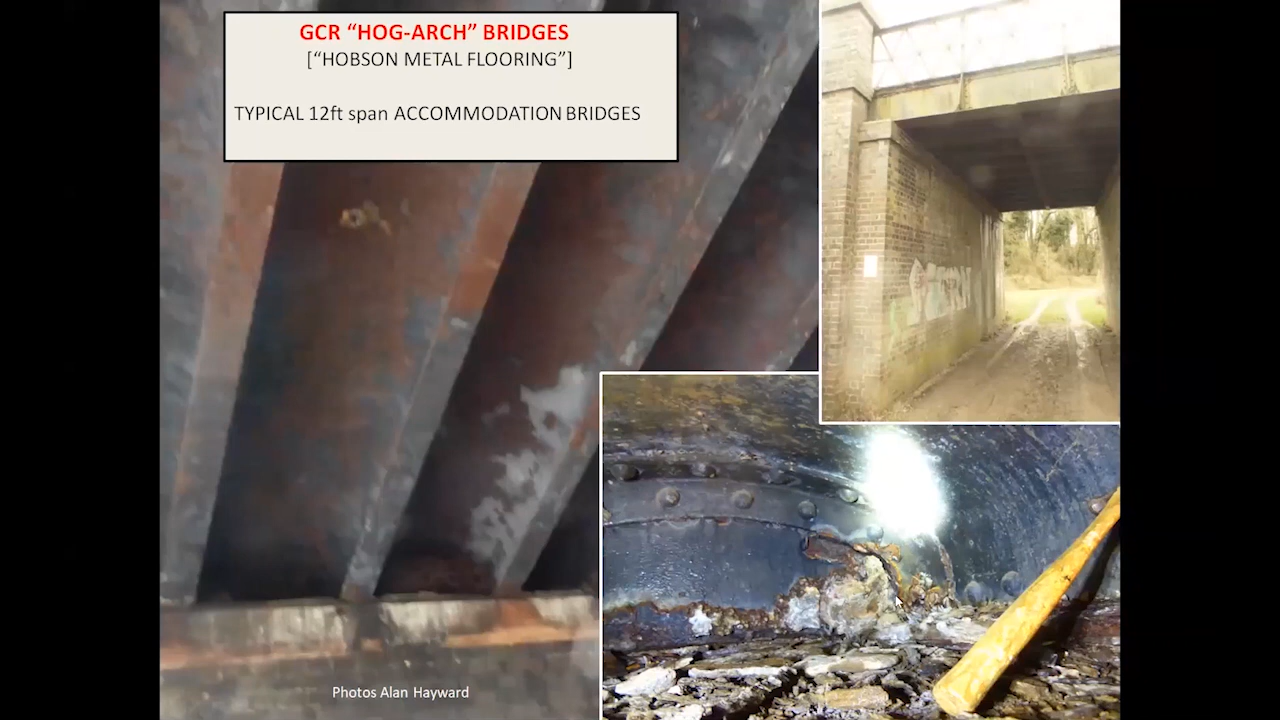 GCR “HOG-ARCH” BRIDGES
[“HOBSON METAL FLOORING”]
TYPICAL 12ft span ACCOMMODATION BRIDGES
Photos Alan Hayward